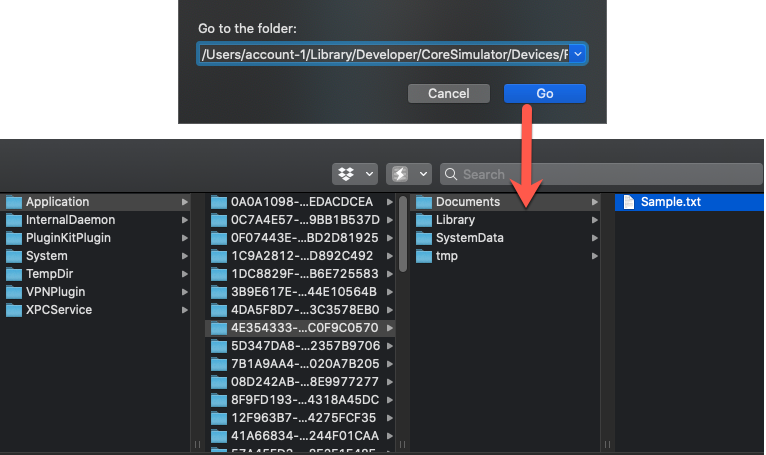 Go to the folder:
/Users/account-1/Library/Developer/CoreSimulator/Devices/F
Cancel
Go
Search
Application
InternalDaemon
PluginKitPlugin
System
TempDir
VPNPlugin
XPCService
0A0A1098-...EDACDCEA
0C7A4E57-...9BB1B537D
0F07443E-...BD2D81925
1C9A2812-...D892C492
1DC8829F-...B6E725583
3B9E617E-...44E10564B
4DA5F8D7-...3C3578EB0
4E354333-...C0F9C0570
5D347DA8-...2357B9706
7B1A9AA4-...020A7B205
08D242AB-...8E9977277
8F9FD193-...4318A45DC
12F963B7-...4275FCF35
41A66834-...244F01CAA
Documents
Library
SystemData
tmp
Sample.txt